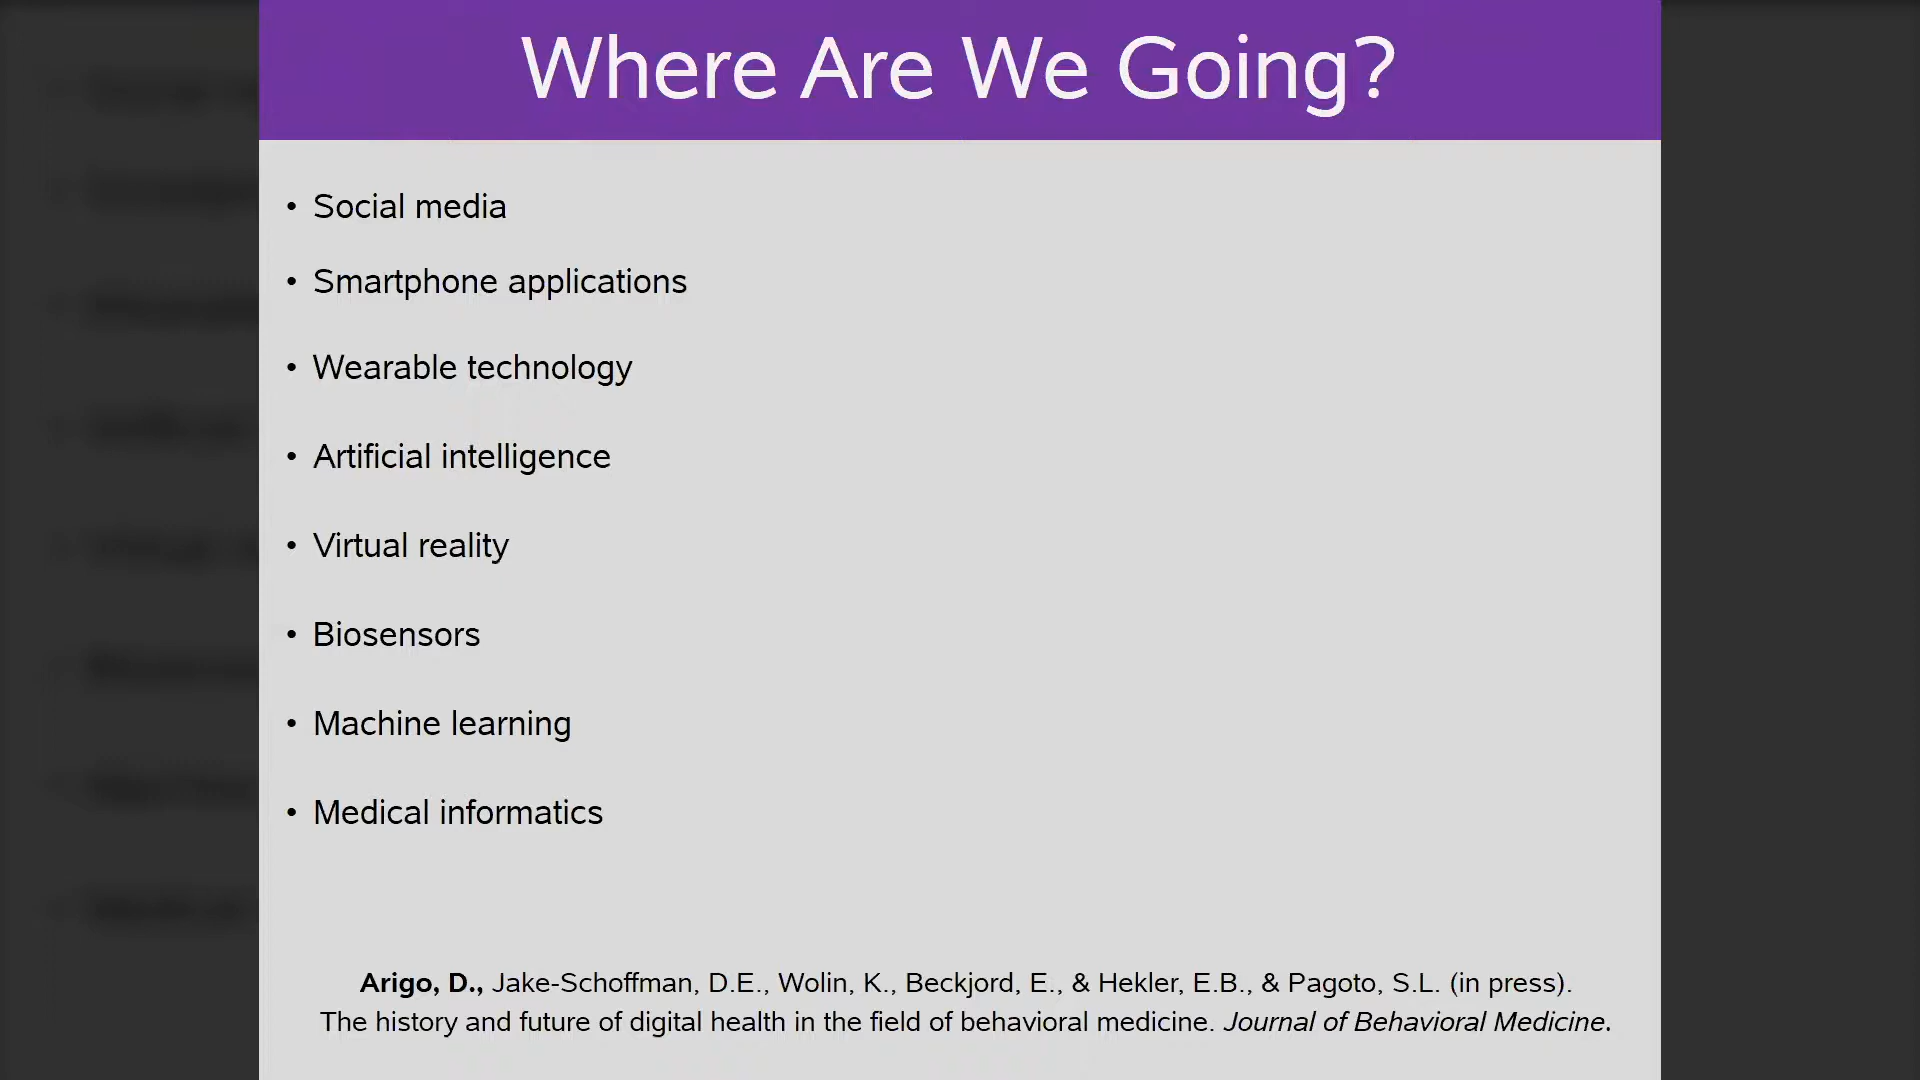 Where Are We Going?
• Social media
• Smartphone applications
• Wearable technology
• Artificial intelligence
• Virtual reality
• Biosensors
• Machine learning
• Medical informatics
Arigo, D., Jake-Schoffman, D.E., Wolin, K., Beckjord, E., & Hekler, E.B., & Pagoto, S.L. (in press).
The history and future of digital health in the field of behavioral medicine. Journal of Behavioral Medicine.